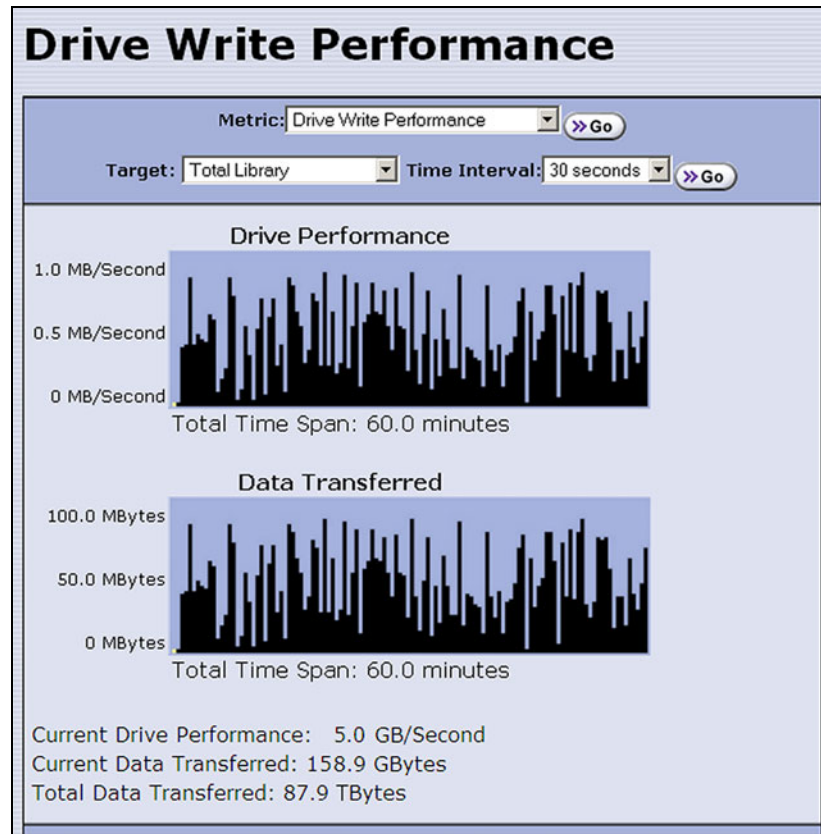 Drive Write Performance
Metric: Drive Write Performance Go
Target: Total Library Time Interval: 30 seconds Go
Drive Performance
1.0 MB/Second
0.5 MB/Second
0 MB/Second
Total Time Span: 60.0 minutes
Data Transferred
100.0 MBytes
50.0 MBytes
0 MBytes
Total Time Span: 60.0 minutes
Current Drive Performance: 5.0 GB/Second
Current Data Transferred: 158.9 GBytes
Total Data Transferred: 87.9 TBytes